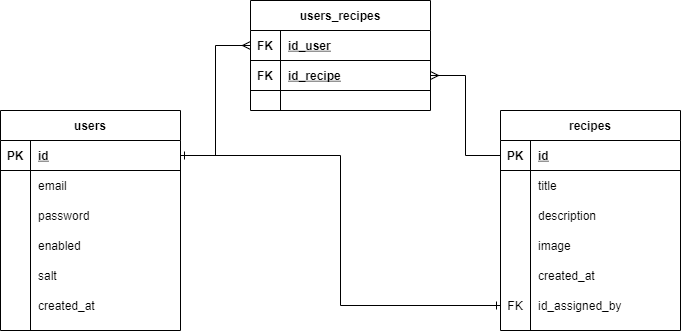 users_recipes
FK id_user
FK id_recipe
users
PK id
email
password
enabled
salt
created_at
recipes
PK id
title
description
image
created_at
FK id_assigned_by